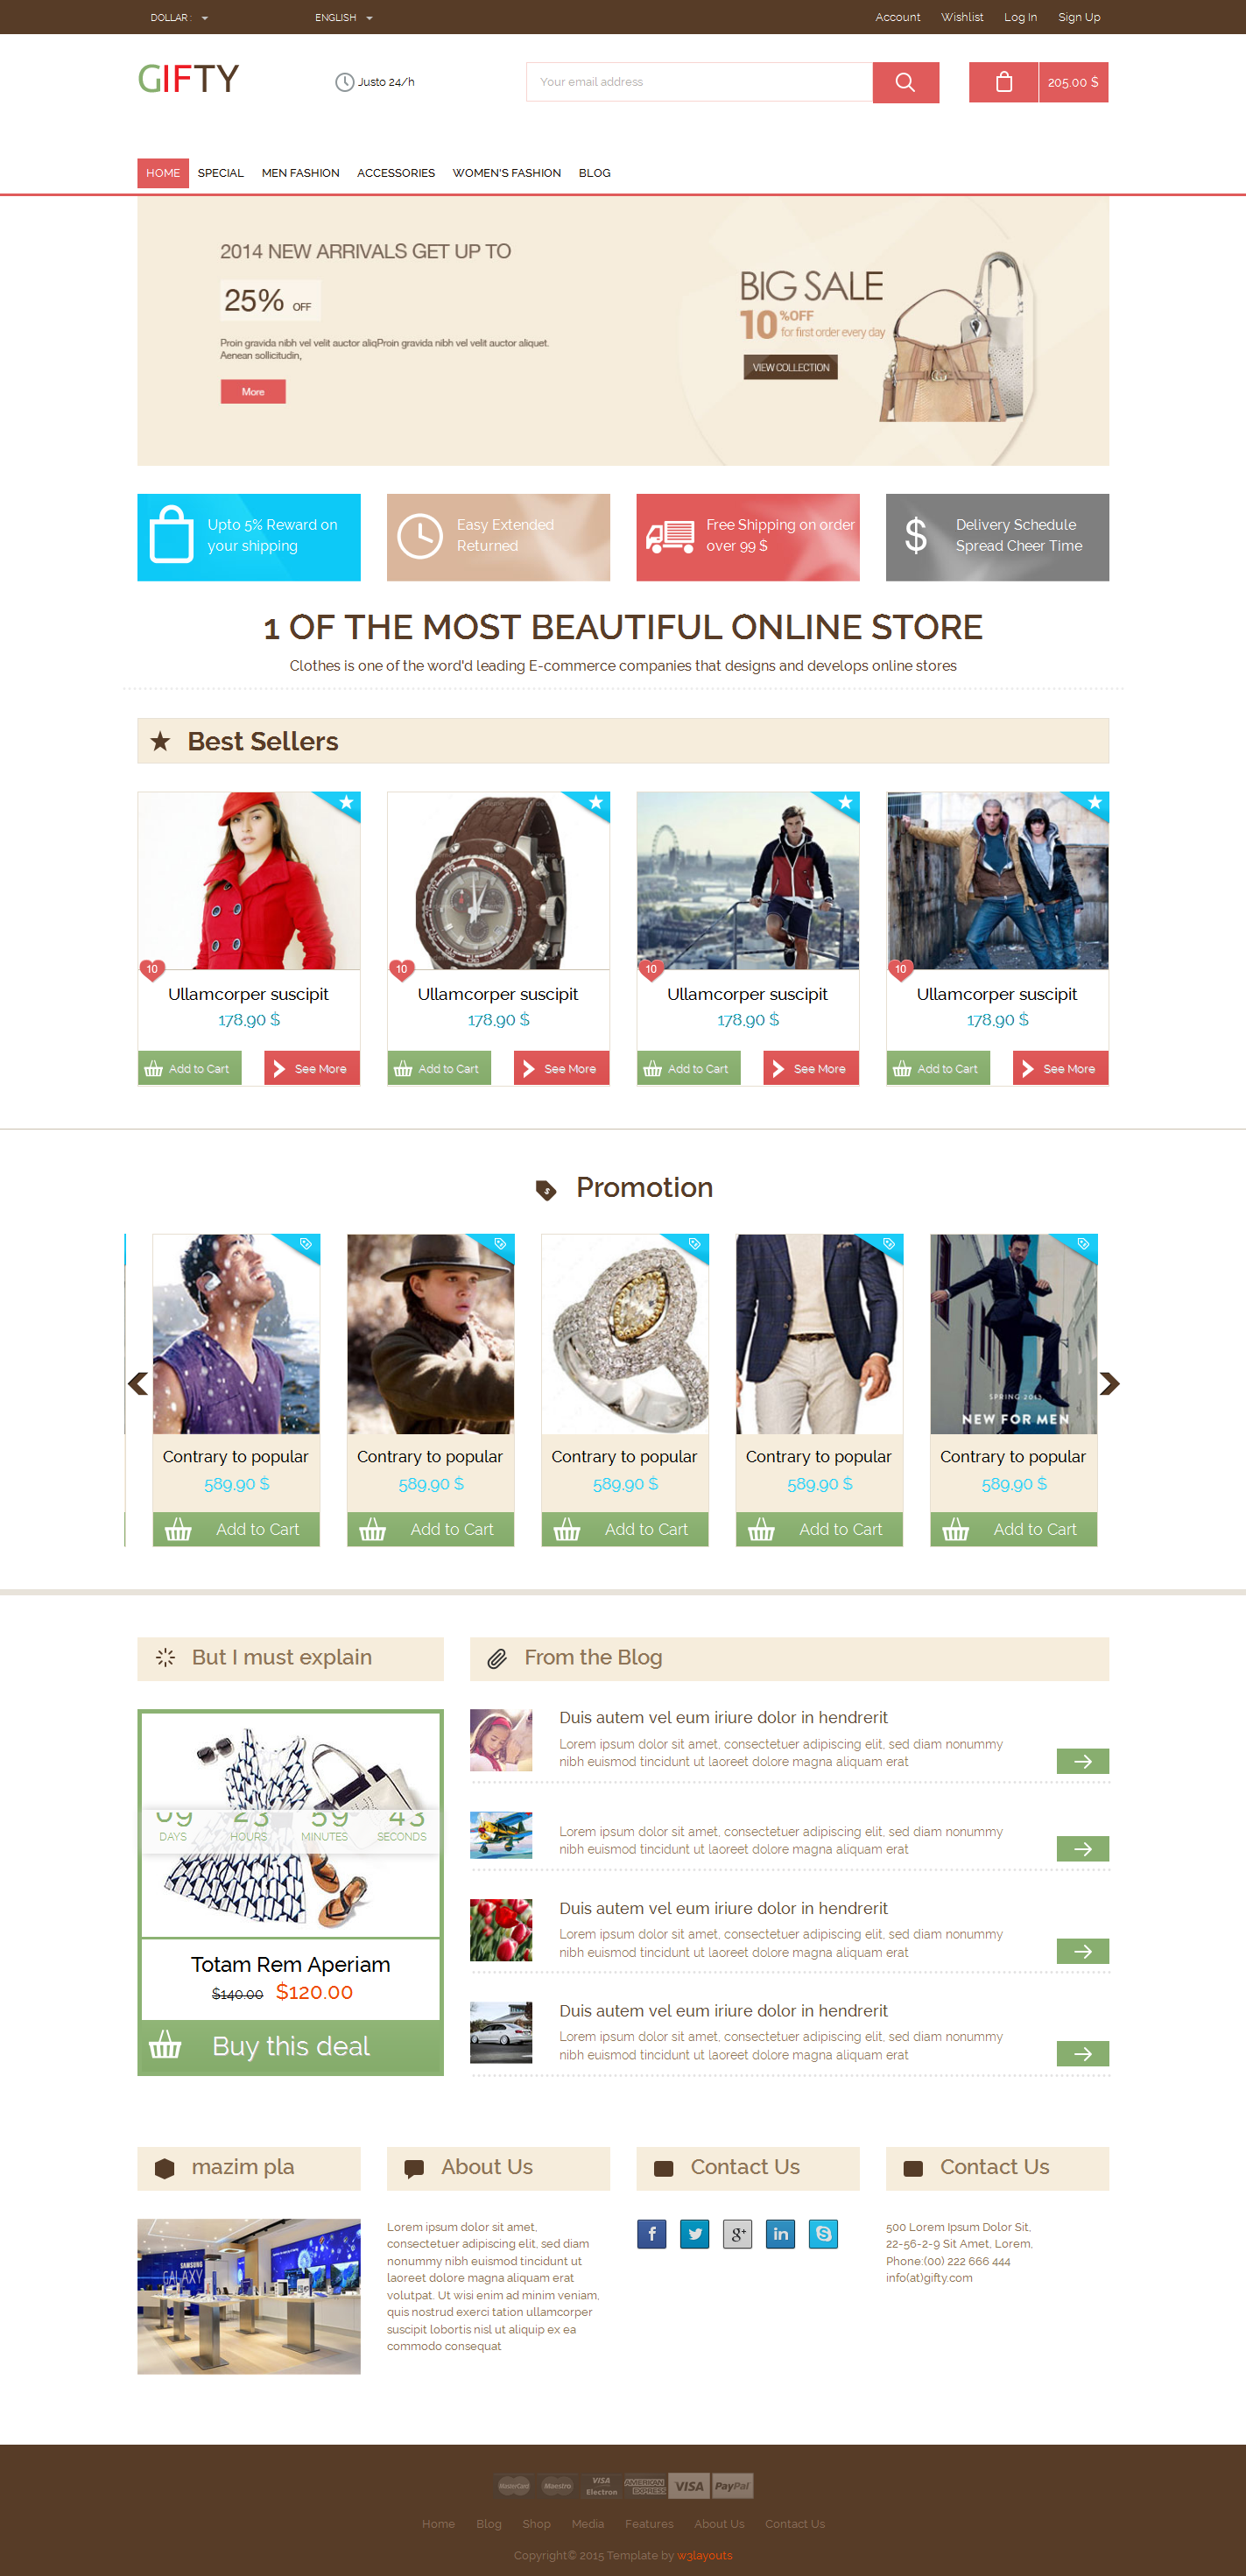 DOLLAR :
ENGLISH
Account Wishlist Log In Sign Up
GIFTY
Justo 24/h
Your email address
205.00 $
HOME SPECIAL MEN FASHION ACCESSORIES WOMEN'S FASHION BLOG
2014 NEW ARRIVALS GET UP TO
25% OFF
Proin gravida nibh vel velit auctor aliqProin gravida nibh vel velit auctor aliquet.
Aenean sollicitudin,
More
BIG SALE
10 %OFF
for first order every day
VIEW COLLECTION
Upto 5% Reward on
your shipping
Easy Extended
Returned
Free Shipping on order
over 99 $
$
Delivery Schedule
Spread Cheer Time
1 OF THE MOST BEAUTIFUL ONLINE STORE
Clothes is one of the word'd leading E-commerce companies that designs and develops online stores
Best Sellers
10
Ullamcorper suscipit
178.90 $
Add to Cart See More
10
Ullamcorper suscipit
178.90 $
Add to Cart See More
10
Ullamcorper suscipit
178.90 $
Add to Cart See More
10
Ullamcorper suscipit
178.90 $
Add to Cart See More
Promotion
Contrary to popular
589.90 $
Add to Cart
Contrary to popular
589.90 $
Add to Cart
Contrary to popular
589.90 $
Add to Cart
Contrary to popular
589.90 $
Add to Cart
SPRING 2013
NEW FOR MEN
Contrary to popular
589.90 $
Add to Cart
But I must explain
09 23 59 43
DAYS HOURS MINUTES SECONDS
Totam Rem Aperiam
$140.00 $120.00
Buy this deal
From the Blog
Duis autem vel eum iriure dolor in hendrerit
Lorem ipsum dolor sit amet, consectetuer adipiscing elit, sed diam nonummy
nibh euismod tincidunt ut laoreet dolore magna aliquam erat
Lorem ipsum dolor sit amet, consectetuer adipiscing elit, sed diam nonummy
nibh euismod tincidunt ut laoreet dolore magna aliquam erat
Duis autem vel eum iriure dolor in hendrerit
Lorem ipsum dolor sit amet, consectetuer adipiscing elit, sed diam nonummy
nibh euismod tincidunt ut laoreet dolore magna aliquam erat
Duis autem vel eum iriure dolor in hendrerit
Lorem ipsum dolor sit amet, consectetuer adipiscing elit, sed diam nonummy
nibh euismod tincidunt ut laoreet dolore magna aliquam erat
mazim pla
SAMSUNG
GALAXY
About Us
Lorem ipsum dolor sit amet,
consectetuer adipiscing elit, sed diam
nonummy nibh euismod tincidunt ut
laoreet dolore magna aliquam erat
volutpat. Ut wisi enim ad minim veniam,
quis nostrud exerci tation ullamcorper
suscipit lobortis nisl ut aliquip ex ea
commodo consequat
Contact Us
f g+ in
Contact Us
500 Lorem Ipsum Dolor Sit,
22-56-2-9 Sit Amet, Lorem,
Phone:(00) 222 666 444
info(at)gifty.com
MasterCard Maestro VISA Electron AMERICAN EXPRESS VISA PayPal
Home Blog Shop Media Features About Us Contact Us
Copyright© 2015 Template by w3layouts